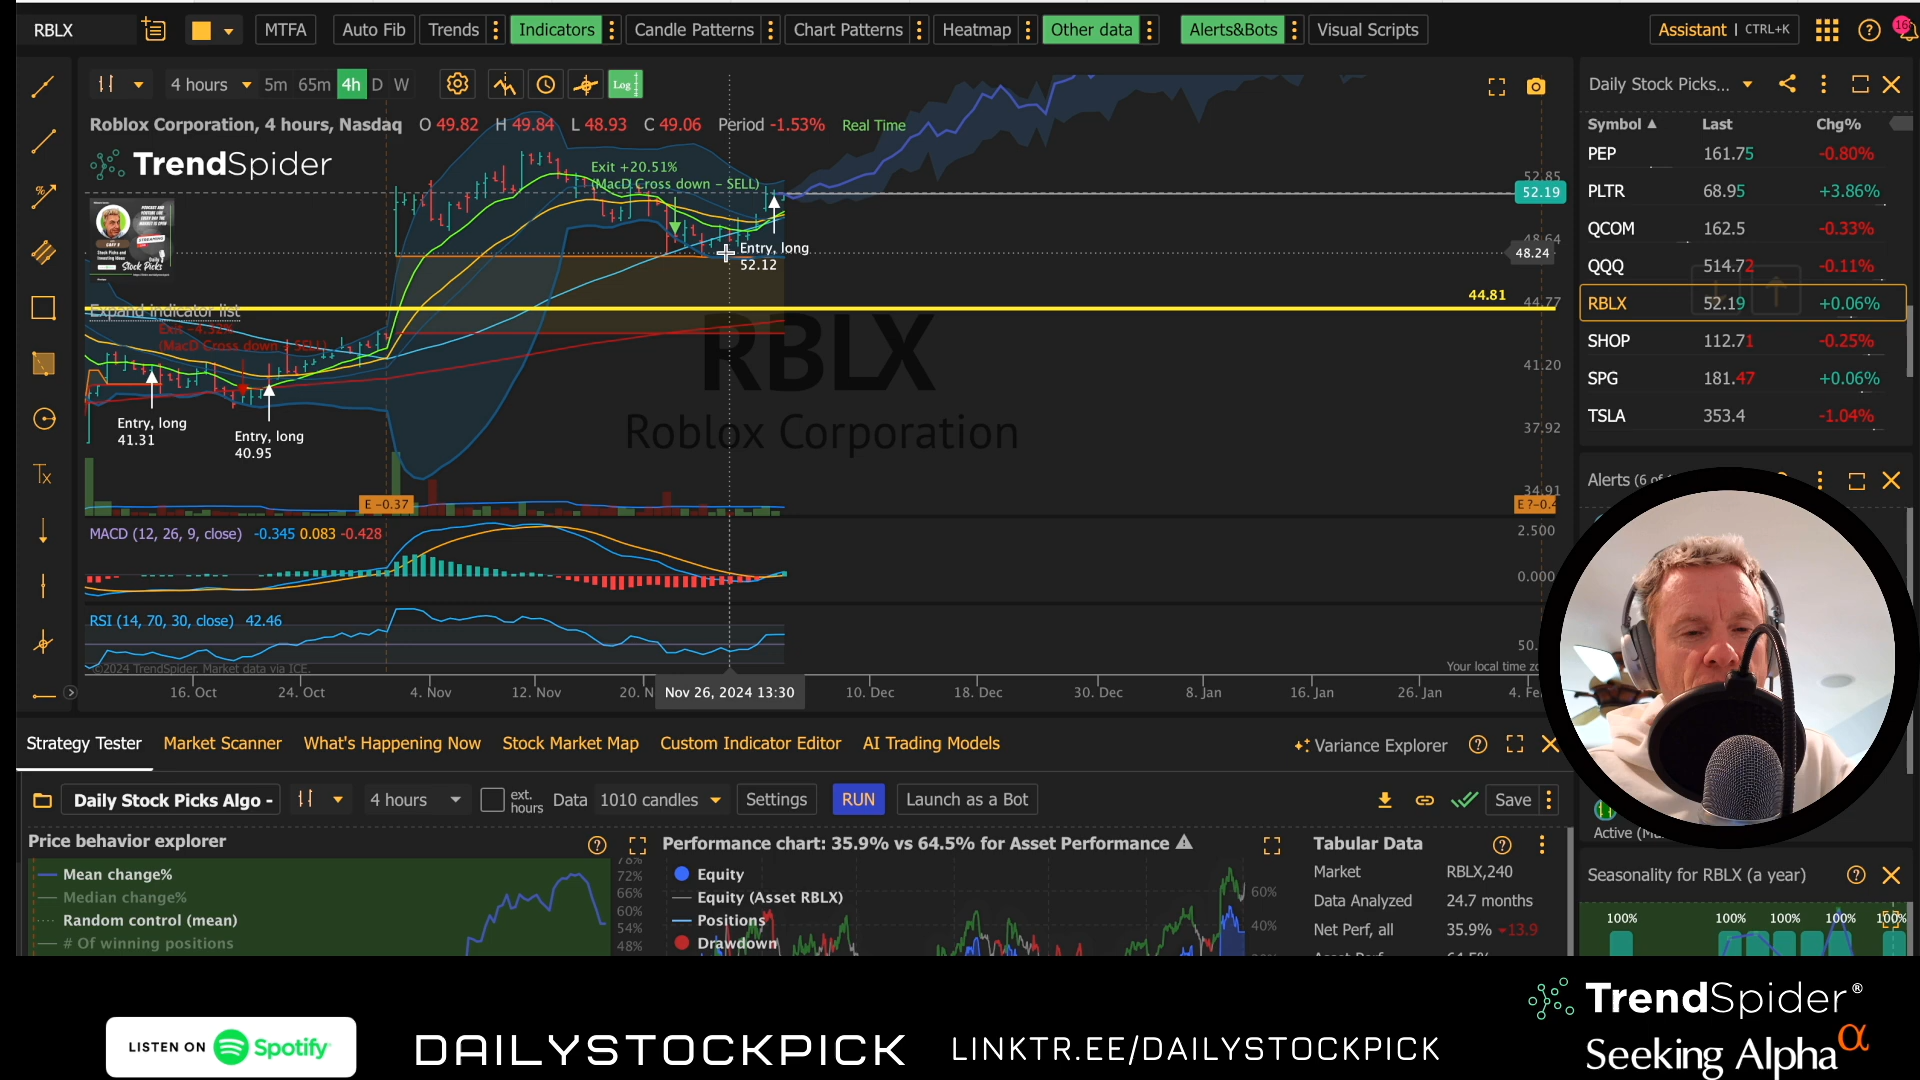 RBLX
MTFA
Auto Fib
Trends
Indicators
Candle Patterns
Chart Patterns
Heatmap
Other data
Alerts&Bots
Visual Scripts
Assistant | CTRL+K
4 hours
5m
65m
4h
D
W
Log
Daily Stock Picks...
Roblox Corporation, 4 hours, Nasdaq O 49.82 H 49.84 L 48.93 C 49.06 Period -1.53% Real Time
TrendSpider
Exit +20.51%
(MacD Cross down - SELL)
Entry, long
52.12
Expand indicator list
Exit -4.32%
(MacD Cross down - SELL)
Entry, long
41.31
Entry, long
40.95
RBLX
Roblox Corporation
44.81
52.85
52.19
48.64
48.24
44.77
41.20
37.92
34.91
E -0.37
MACD (12, 26, 9, close) -0.345 0.083 -0.428
2.500
0.000
RSI (14, 70, 30, close) 42.46
©2024 TrendSpider. Market data via ICE.
16. Oct
24. Oct
4. Nov
12. Nov
20. N
Nov 26, 2024 13:30
10. Dec
18. Dec
30. Dec
8. Jan
16. Jan
26. Jan
Symbol Last Chg%
PEP 161.75 -0.80%
PLTR 68.95 +3.86%
QCOM 162.5 -0.33%
QQQ 514.72 -0.11%
RBLX 52.19 +0.06%
SHOP 112.71 -0.25%
SPG 181.47 +0.06%
TSLA 353.4 -1.04%
Alerts
Strategy Tester
Market Scanner
What's Happening Now
Stock Market Map
Custom Indicator Editor
AI Trading Models
Variance Explorer
Daily Stock Picks Algo -
4 hours
ext. hours
Data 1010 candles
Settings
RUN
Launch as a Bot
Save
Price behavior explorer
Mean change%
Median change%
Random control (mean)
# Of winning positions
78%
72%
66%
60%
54%
48%
Performance chart: 35.9% vs 64.5% for Asset Performance
Equity
Equity (Asset RBLX)
Positions
Drawdown
60%
40%
Tabular Data
Market RBLX,240
Data Analyzed 24.7 months
Net Perf, all 35.9% -13.9
Seasonality for RBLX (a year)
100%
100%
100%
100%
100%
LISTEN ON Spotify
DAILYSTOCKPICK
LINKTR.EE/DAILYSTOCKPICK
TrendSpider®
Seeking Alpha α